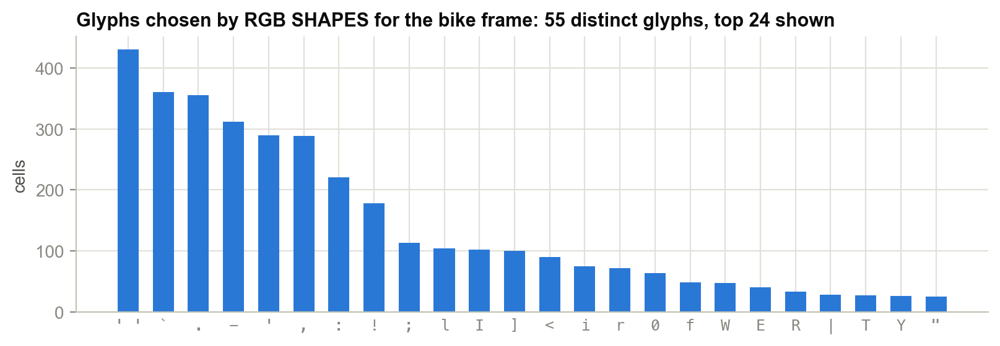 Glyphs chosen by RGB SHAPES for the bike frame: 55 distinct glyphs, top 24 shown
cells
400
300
200
100
0
' ' ` . − ' , : ! ; l I ] < i r 0 f W E R | T Y "